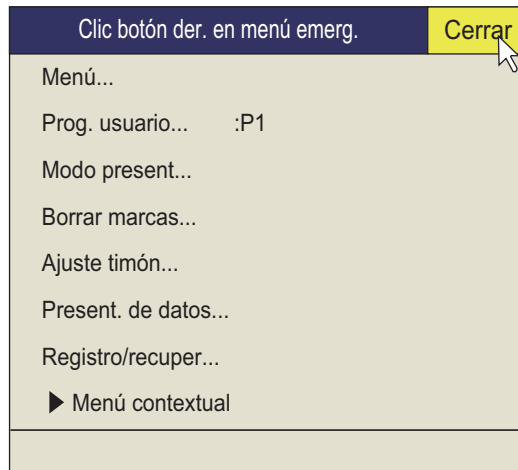 Clic botón der. en menú emerg. Cerrar
Menú...
Prog. usuario... :P1
Modo present...
Borrar marcas...
Ajuste timón...
Present. de datos...
Registro/recuper...
▶ Menú contextual